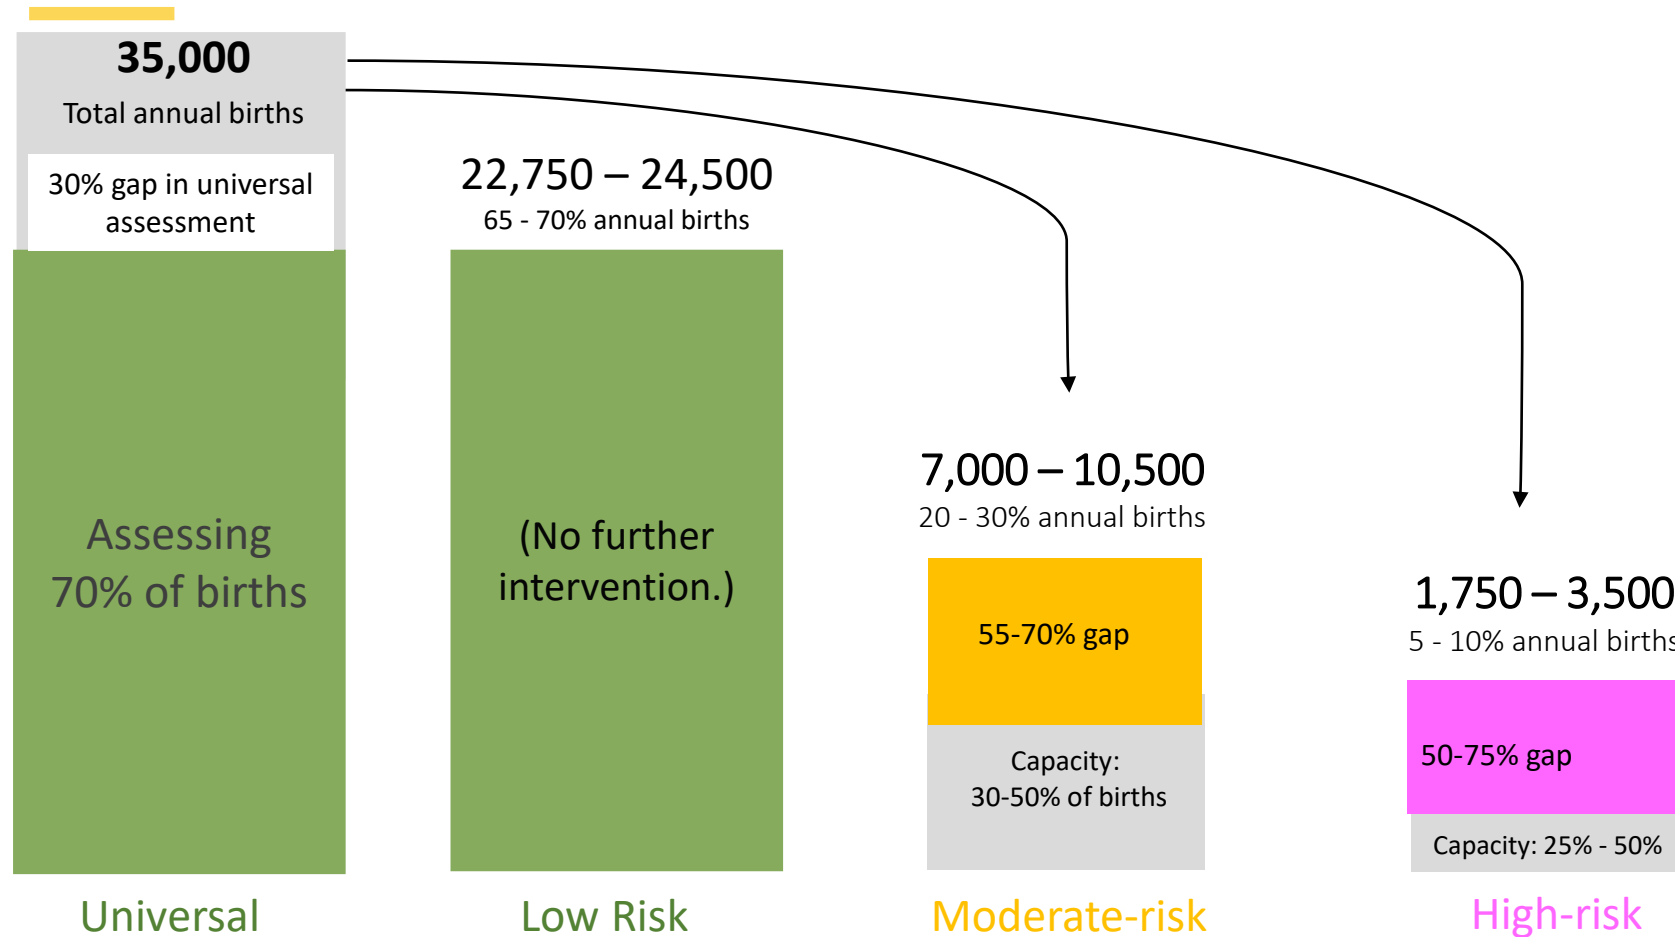 35,000
Total annual births
30% gap in universal
assessment
Assessing
70% of births
Universal
22,750 – 24,500
65 - 70% annual births
(No further
intervention.)
Low Risk
7,000 – 10,500
20 - 30% annual births
55-70% gap
Capacity:
30-50% of births
Moderate-risk
1,750 – 3,500
5 - 10% annual births
50-75% gap
Capacity: 25% - 50%
High-risk